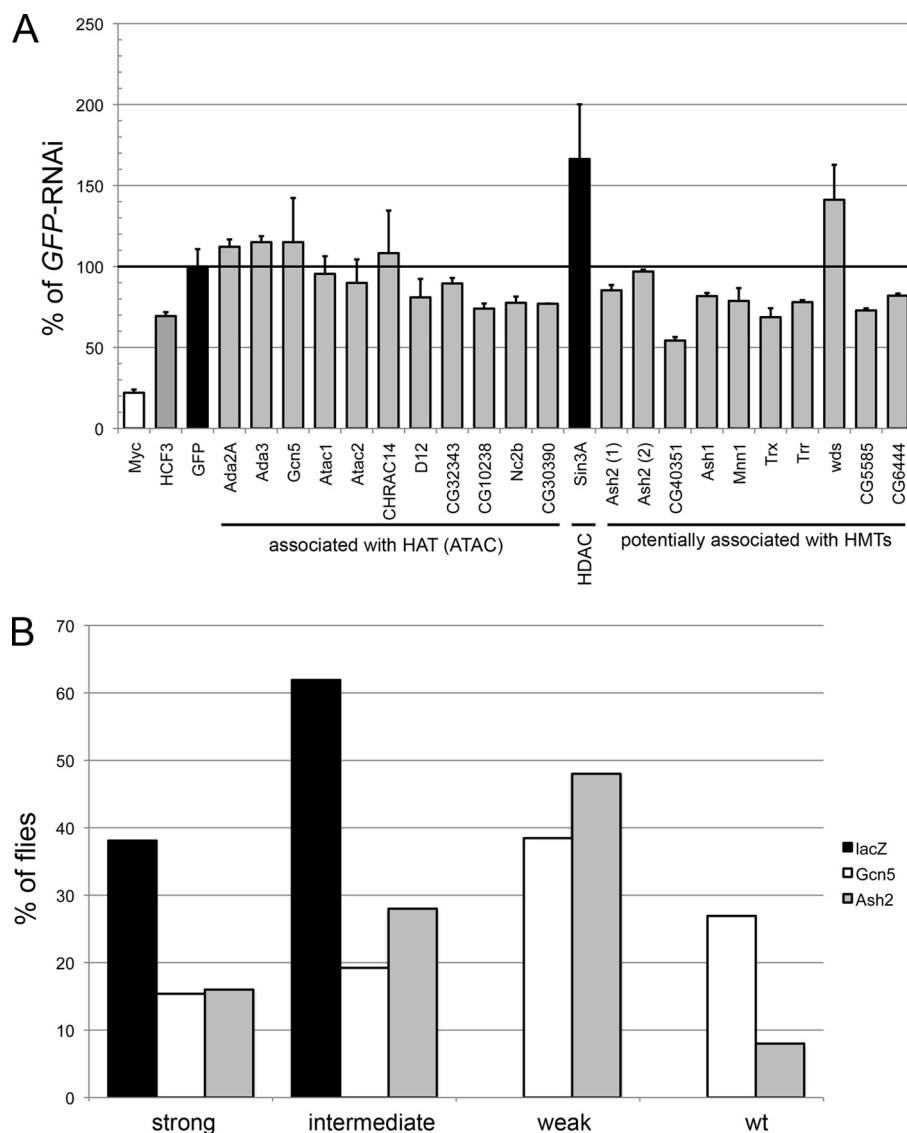 A
% of GFP-RNAi
250
200
150
100
50
0
Myc
HCF3
GFP
Ada2A
Ada3
Gcn5
Atac1
Atac2
CHRAC14
D12
CG32343
CG10238
Nc2b
CG30390
Sin3A
Ash2 (1)
Ash2 (2)
CG40351
Ash1
Mnn1
Trx
Trr
wds
CG5585
CG6444
associated with HAT (ATAC)
HDAC
potentially associated with HMTs
B
% of flies
70
60
50
40
30
20
10
0
strong
intermediate
weak
wt
lacZ
Gcn5
Ash2